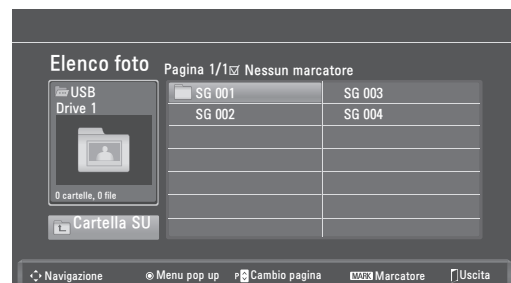 Elenco foto
Pagina 1/1 ☑ Nessun marcatore
USB
Drive 1
0 cartelle, 0 file
Cartella SU
SG 001
SG 003
SG 002
SG 004
Navigazione
Menu pop up
P Cambio pagina
MARK Marcatore
Uscita